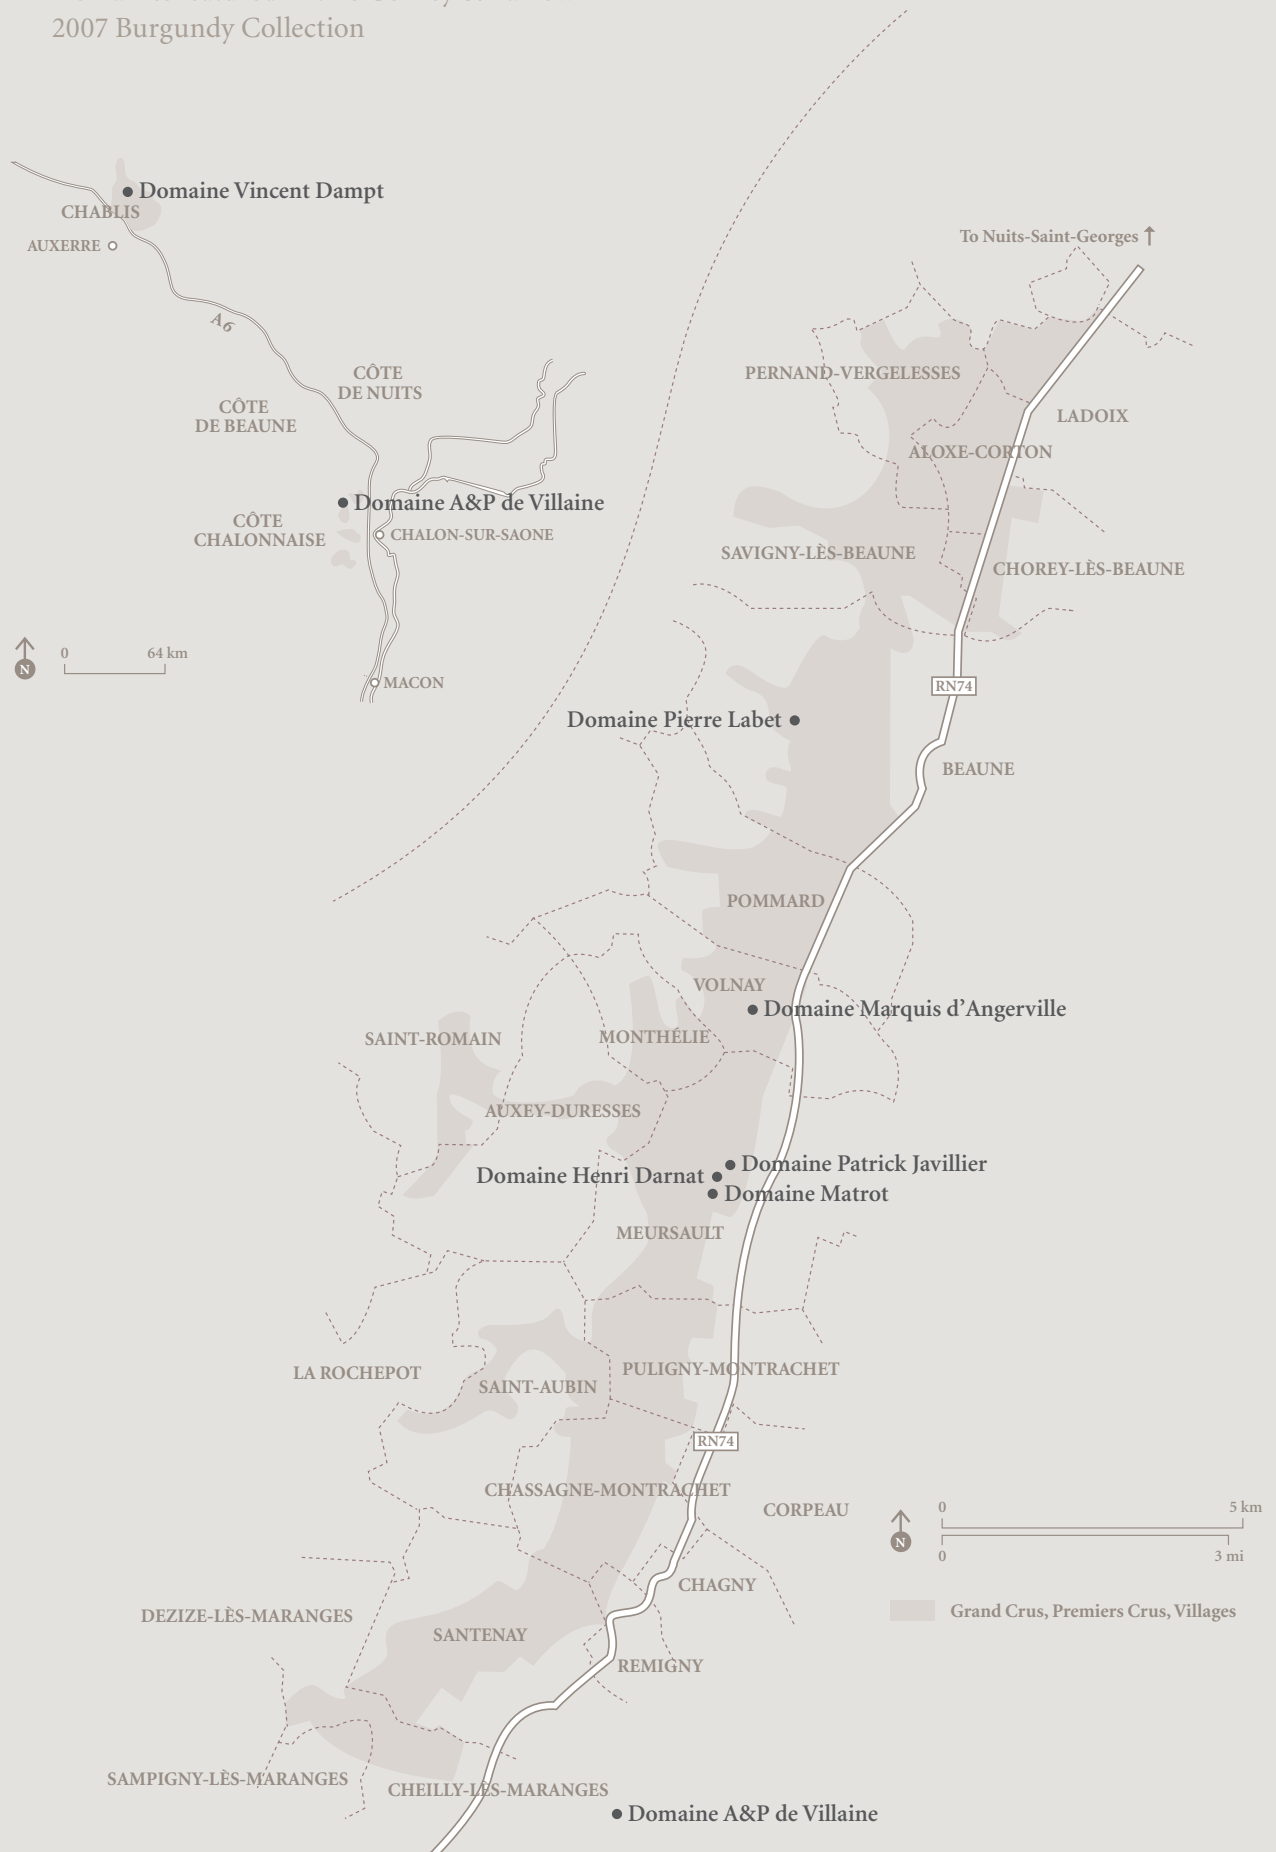 2007 Burgundy Collection
Domaine Vincent Dampt
CHABLIS
AUXERRE
A6
CÔTE
DE NUITS
CÔTE
DE BEAUNE
Domaine A&P de Villaine
CÔTE
CHALONNAISE
CHALON-SUR-SAONE
N
0 64 km
MACON
To Nuits-Saint-Georges
PERNAND-VERGELESSES
LADOIX
ALOXE-CORTON
SAVIGNY-LÈS-BEAUNE
CHOREY-LÈS-BEAUNE
RN74
Domaine Pierre Labet
BEAUNE
POMMARD
VOLNAY
Domaine Marquis d'Angerville
SAINT-ROMAIN
MONTHÉLIE
AUXEY-DURESSES
Domaine Patrick Javillier
Domaine Henri Darnat
Domaine Matrot
MEURSAULT
LA ROCHEPOT
SAINT-AUBIN
PULIGNY-MONTRACHET
RN74
CHASSAGNE-MONTRACHET
CORPEAU
N
0 5 km
0 3 mi
CHAGNY
Grand Crus, Premiers Crus, Villages
DEZIZE-LÈS-MARANGES
SANTENAY
REMIGNY
SAMPIGNY-LÈS-MARANGES
CHEILLY-LÈS-MARANGES
Domaine A&P de Villaine